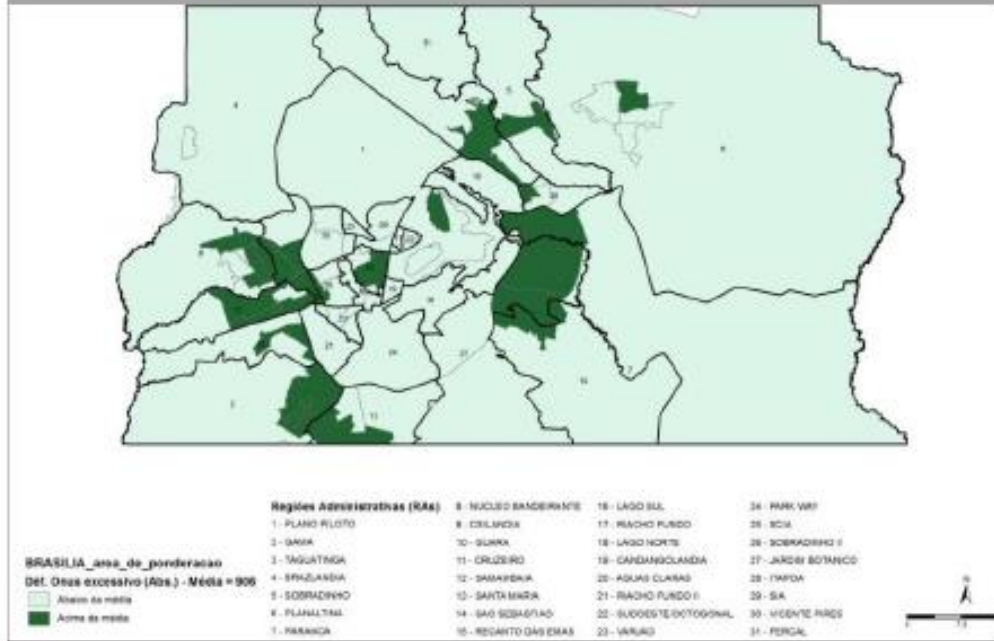 Regiões Administrativas (RAs)
1 - PLANO PILOTO
2 - GAMA
3 - TAGUATINGA
4 - BRAZLANDIA
5 - SOBRADINHO
6 - PLANALTINA
7 - PARANOA
8 - NUCLEO BANDEIRANTE
9 - CEILANDIA
10 - GUARA
11 - CRUZEIRO
12 - SAMAMBAIA
13 - SANTA MARIA
14 - SAO SEBASTIAO
15 - RECANTO DAS EMAS
16 - LAGO SUL
17 - RIACHO FUNDO
18 - LAGO NORTE
19 - CANDANGOLANDIA
20 - AGUAS CLARAS
21 - RIACHO FUNDO II
22 - SUDOESTE/OCTOGONAL
23 - VARJAO
24 - PARK WAY
25 - SCIA
26 - SOBRADINHO II
27 - JARDIM BOTANICO
28 - ITAPOA
29 - SIA
30 - VICENTE PIRES
31 - FERCAL
BRASILIA_area_de_ponderacao
Déf. Onus excessivo (Abs.) - Média = 906
Abaixo da média
Acima da média
N